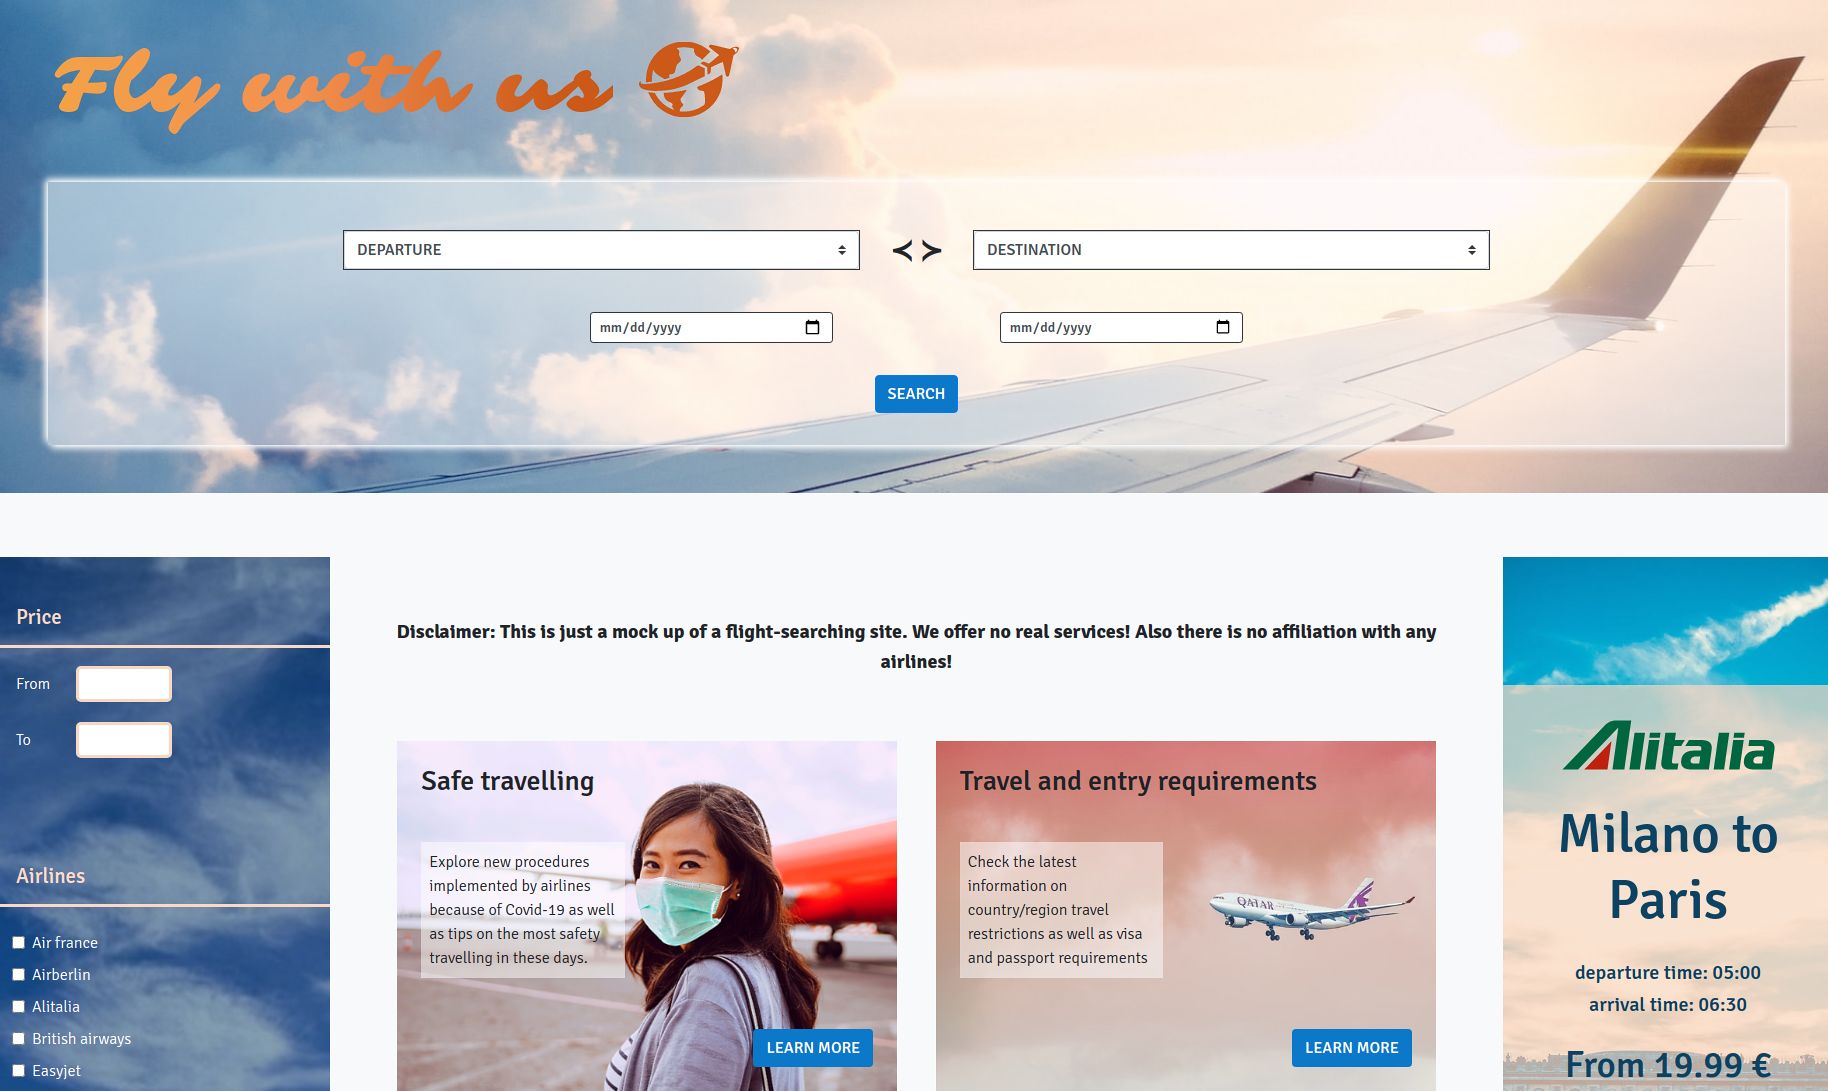 Fly with us
DEPARTURE
DESTINATION
mm/dd/yyyy
mm/dd/yyyy
SEARCH
Price
From
To
Airlines
Air france
Airberlin
Alitalia
British airways
Easyjet
Disclaimer: This is just a mock up of a flight-searching site. We offer no real services! Also there is no affiliation with any
airlines!
Safe travelling
Explore new procedures
implemented by airlines
because of Covid-19 as well
as tips on the most safety
travelling in these days.
LEARN MORE
Travel and entry requirements
Check the latest
information on
country/region travel
restrictions as well as visa
and passport requirements
QATAR
LEARN MORE
Alitalia
Milano to
Paris
departure time: 05:00
arrival time: 06:30
From 19.99 €